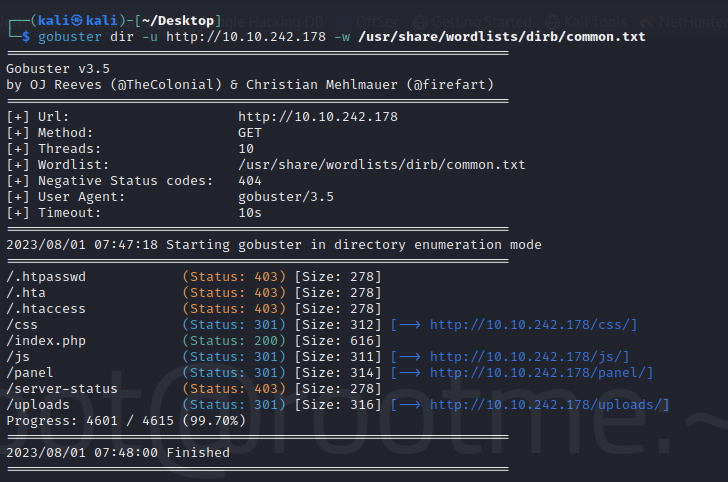 ┌──(kali㉿kali)-[~/Desktop]
└─$ gobuster dir -u http://10.10.242.178 -w /usr/share/wordlists/dirb/common.txt
===============================================================
Gobuster v3.5
by OJ Reeves (@TheColonial) & Christian Mehlmauer (@firefart)
===============================================================
[+] Url:                     http://10.10.242.178
[+] Method:                  GET
[+] Threads:                 10
[+] Wordlist:                /usr/share/wordlists/dirb/common.txt
[+] Negative Status codes:   404
[+] User Agent:              gobuster/3.5
[+] Timeout:                 10s
===============================================================
2023/08/01 07:47:18 Starting gobuster in directory enumeration mode
===============================================================
/.htpasswd            (Status: 403) [Size: 278]
/.hta                 (Status: 403) [Size: 278]
/.htaccess            (Status: 403) [Size: 278]
/css                  (Status: 301) [Size: 312] [--> http://10.10.242.178/css/]
/index.php            (Status: 200) [Size: 616]
/js                   (Status: 301) [Size: 311] [--> http://10.10.242.178/js/]
/panel                (Status: 301) [Size: 314] [--> http://10.10.242.178/panel/]
/server-status        (Status: 403) [Size: 278]
/uploads              (Status: 301) [Size: 316] [--> http://10.10.242.178/uploads/]
Progress: 4601 / 4615 (99.70%)
===============================================================
2023/08/01 07:48:00 Finished
===============================================================